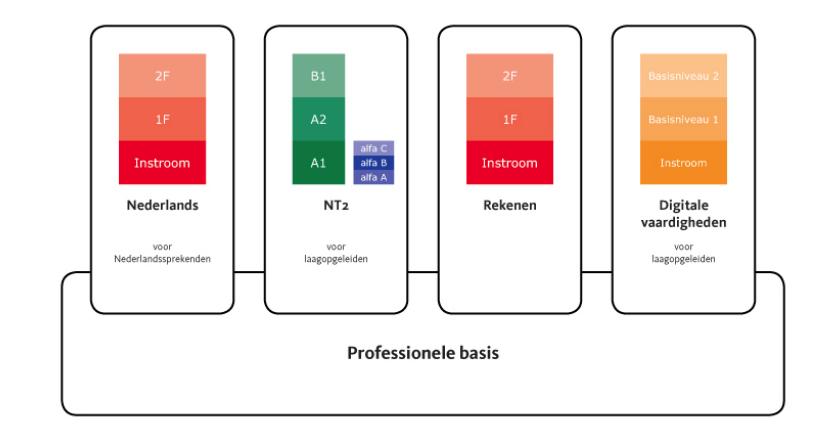 2F
1F
Instroom
Nederlands
voor
Nederlandssprekenden
B1
A2
A1
alfa C
alfa B
alfa A
NT2
voor
laagopgeleiden
2F
1F
Instroom
Rekenen
Basisniveau 2
Basisniveau 1
Instroom
Digitale
vaardigheden
voor
laagopgeleiden
Professionele basis